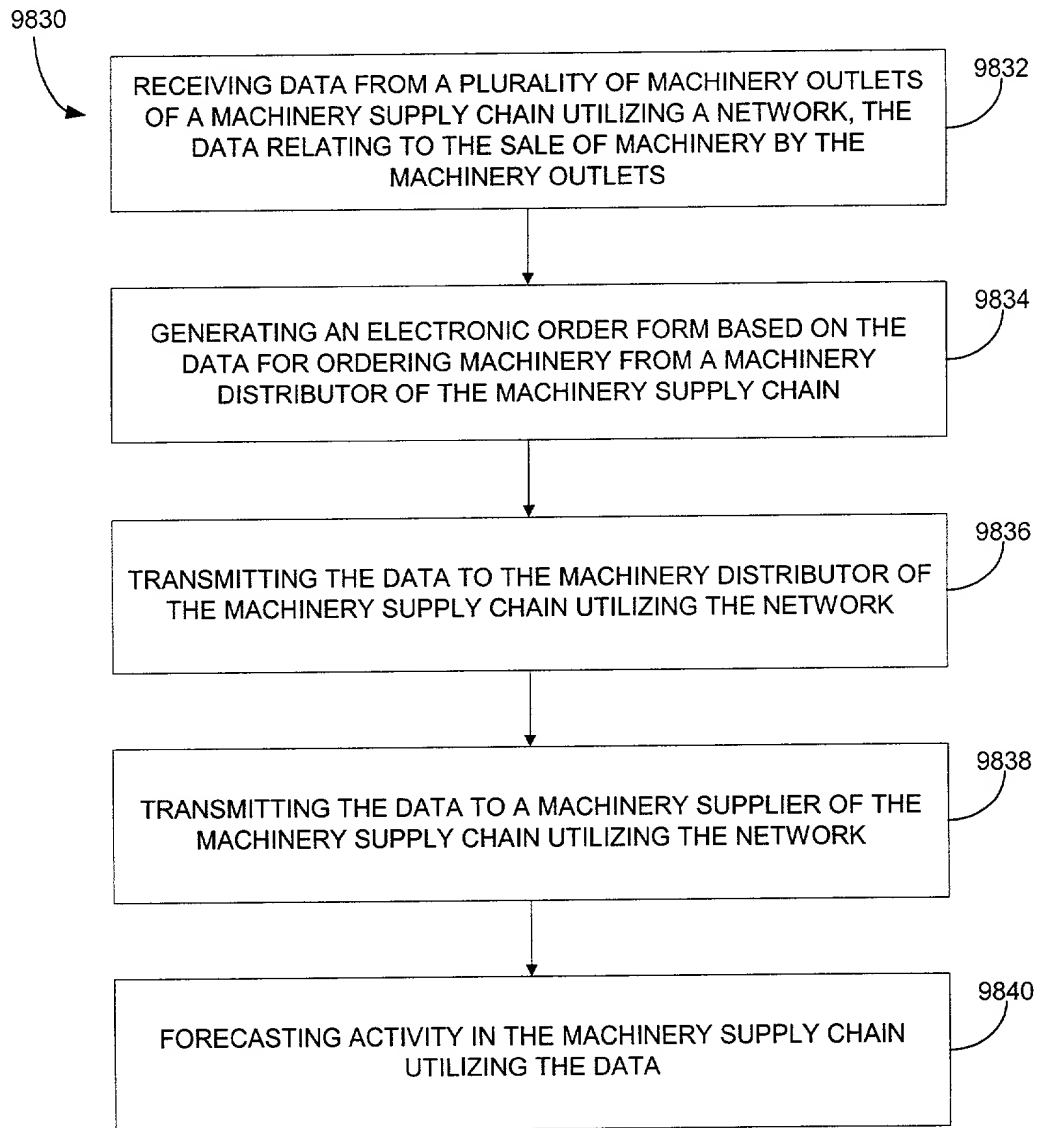 9830
9832
RECEIVING DATA FROM A PLURALITY OF MACHINERY OUTLETS
OF A MACHINERY SUPPLY CHAIN UTILIZING A NETWORK, THE
DATA RELATING TO THE SALE OF MACHINERY BY THE
MACHINERY OUTLETS
9834
GENERATING AN ELECTRONIC ORDER FORM BASED ON THE
DATA FOR ORDERING MACHINERY FROM A MACHINERY
DISTRIBUTOR OF THE MACHINERY SUPPLY CHAIN
9836
TRANSMITTING THE DATA TO THE MACHINERY DISTRIBUTOR OF
THE MACHINERY SUPPLY CHAIN UTILIZING THE NETWORK
9838
TRANSMITTING THE DATA TO A MACHINERY SUPPLIER OF THE
MACHINERY SUPPLY CHAIN UTILIZING THE NETWORK
9840
FORECASTING ACTIVITY IN THE MACHINERY SUPPLY CHAIN
UTILIZING THE DATA